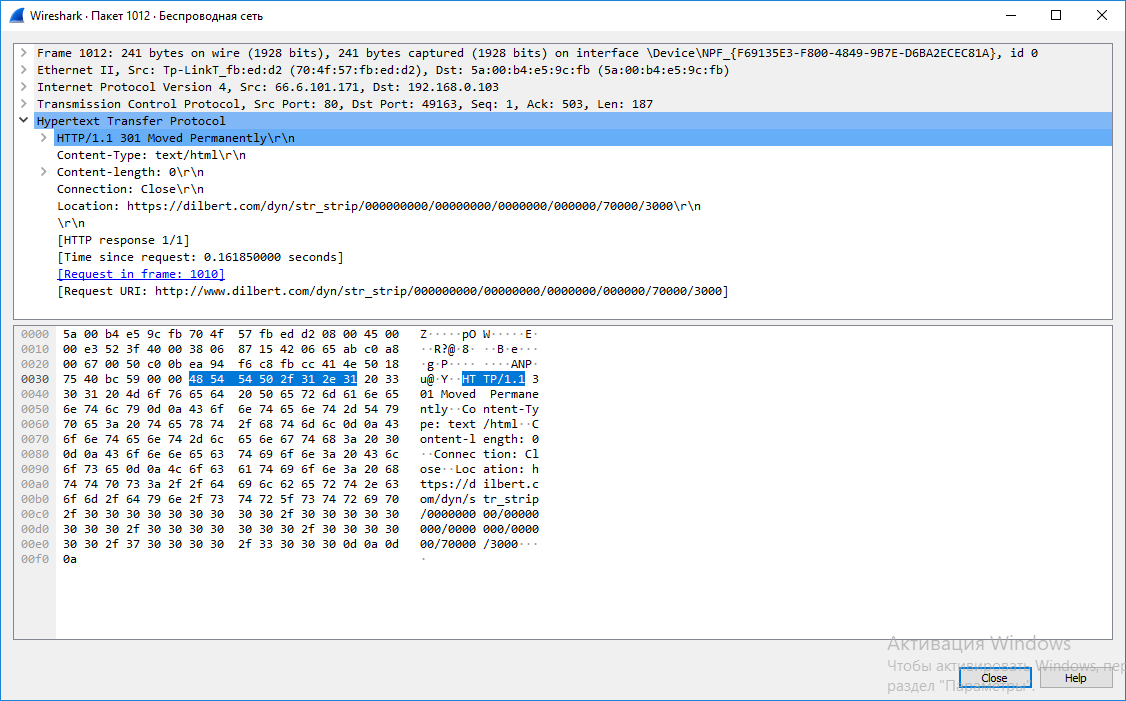 Wireshark · Пакет 1012 · Беспроводная сеть
Frame 1012: 241 bytes on wire (1928 bits), 241 bytes captured (1928 bits) on interface \Device\NPF_{F69135E3-F800-4849-9B7E-D6BA2ECEC81A}, id 0
Ethernet II, Src: Tp-LinkT_fb:ed:d2 (70:4f:57:fb:ed:d2), Dst: 5a:00:b4:e5:9c:fb (5a:00:b4:e5:9c:fb)
Internet Protocol Version 4, Src: 66.6.101.171, Dst: 192.168.0.103
Transmission Control Protocol, Src Port: 80, Dst Port: 49163, Seq: 1, Ack: 503, Len: 187
Hypertext Transfer Protocol
HTTP/1.1 301 Moved Permanently\r\n
Content-Type: text/html\r\n
Content-length: 0\r\n
Connection: Close\r\n
Location: https://dilbert.com/dyn/str_strip/000000000/00000000/0000000/000000/70000/3000\r\n
\r\n
[HTTP response 1/1]
[Time since request: 0.161850000 seconds]
[Request in frame: 1010]
[Request URI: http://www.dilbert.com/dyn/str_strip/000000000/00000000/0000000/000000/70000/3000]
0000 5a 00 b4 e5 9c fb 70 4f 57 fb ed d2 08 00 45 00 Z·····pO W·····E·
0010 00 e3 52 3f 40 00 38 06 87 15 42 06 65 ab c0 a8 ··R?@·8· ··B·e···
0020 00 67 00 50 c0 0b ea 94 f6 c8 fb cc 41 4e 50 18 ·g·P···· ····ANP·
0030 75 40 bc 59 00 00 48 54 54 50 2f 31 2e 31 20 33 u@·Y··HT TP/1.1 3
0040 30 31 20 4d 6f 76 65 64 20 50 65 72 6d 61 6e 65 01 Moved Permane
0050 6e 74 6c 79 0d 0a 43 6f 6e 74 65 6e 74 2d 54 79 ntly··Co ntent-Ty
0060 70 65 3a 20 74 65 78 74 2f 68 74 6d 6c 0d 0a 43 pe: text /html··C
0070 6f 6e 74 65 6e 74 2d 6c 65 6e 67 74 68 3a 20 30 ontent-l ength: 0
0080 0d 0a 43 6f 6e 6e 65 63 74 69 6f 6e 3a 20 43 6c ··Connec tion: Cl
0090 6f 73 65 0d 0a 4c 6f 63 61 74 69 6f 6e 3a 20 68 ose··Loc ation: h
00a0 74 74 70 73 3a 2f 2f 64 69 6c 62 65 72 74 2e 63 ttps://d ilbert.c
00b0 6f 6d 2f 64 79 6e 2f 73 74 72 5f 73 74 72 69 70 om/dyn/s tr_strip
00c0 2f 30 30 30 30 30 30 30 30 30 2f 30 30 30 30 30 /0000000 00/00000
00d0 30 30 30 2f 30 30 30 30 30 30 30 2f 30 30 30 30 000/0000 000/0000
00e0 30 30 2f 37 30 30 30 30 2f 33 30 30 30 0d 0a 0d 00/70000 /3000···
00f0 0a ·
Активация Windows
Чтобы активировать Windows, пер
раздел "Параметры".
Close Help